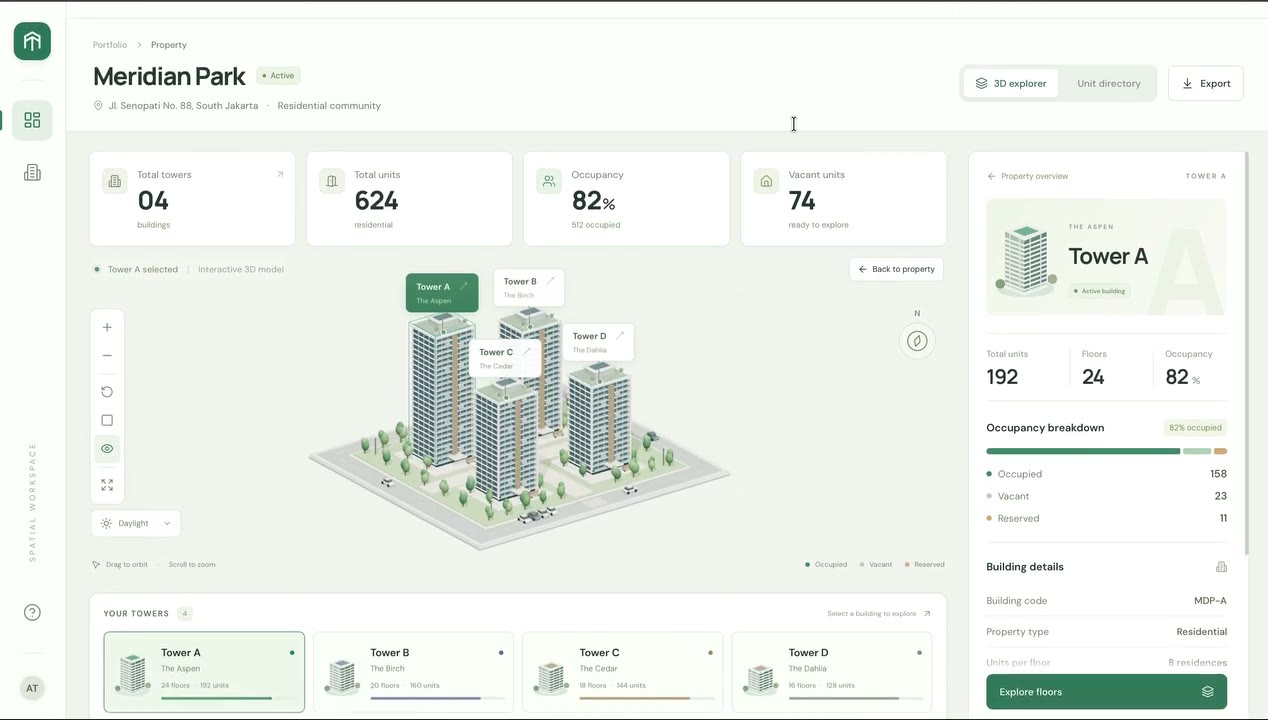 Portfolio > Property
Meridian Park
Active
Jl. Senopati No. 88, South Jakarta · Residential community
3D explorer
Unit directory
Export
Total towers
04
buildings
Total units
624
residential
Occupancy
82%
512 occupied
Vacant units
74
ready to explore
Tower A selected | Interactive 3D model
Back to property
Tower A
The Aspen
Tower B
The Birch
Tower C
The Cedar
Tower D
The Dahlia
N
Daylight
Drag to orbit · Scroll to zoom
Occupied
Vacant
Reserved
YOUR TOWERS 4
Select a building to explore
Tower A
The Aspen
24 floors · 192 units
Tower B
The Birch
20 floors · 160 units
Tower C
The Cedar
18 floors · 144 units
Tower D
The Dahlia
16 floors · 128 units
Property overview
TOWER A
THE ASPEN
Tower A
Active building
A
Total units
192
Floors
24
Occupancy
82 %
Occupancy breakdown
82% occupied
Occupied 158
Vacant 23
Reserved 11
Building details
Building code MDP-A
Property type Residential
Units per floor 8 residences
Explore floors
SPATIAL WORKSPACE
AT